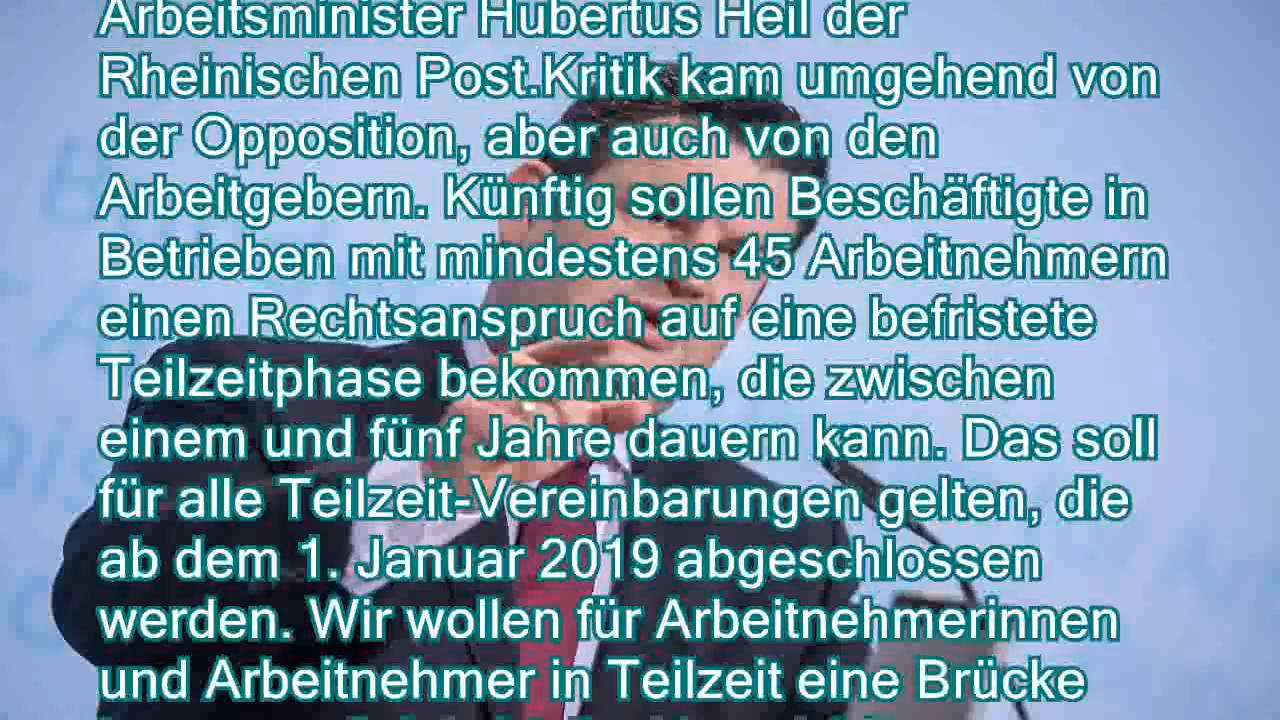 Arbeitsminister Hubertus Heil der
Rheinischen Post.Kritik kam umgehend von
der Opposition, aber auch von den
Arbeitgebern. Künftig sollen Beschäftigte in
Betrieben mit mindestens 45 Arbeitnehmern
einen Rechtsanspruch auf eine befristete
Teilzeitphase bekommen, die zwischen
einem und fünf Jahre dauern kann. Das soll
für alle Teilzeit-Vereinbarungen gelten, die
ab dem 1. Januar 2019 abgeschlossen
werden. Wir wollen für Arbeitnehmerinnen
und Arbeitnehmer in Teilzeit eine Brücke